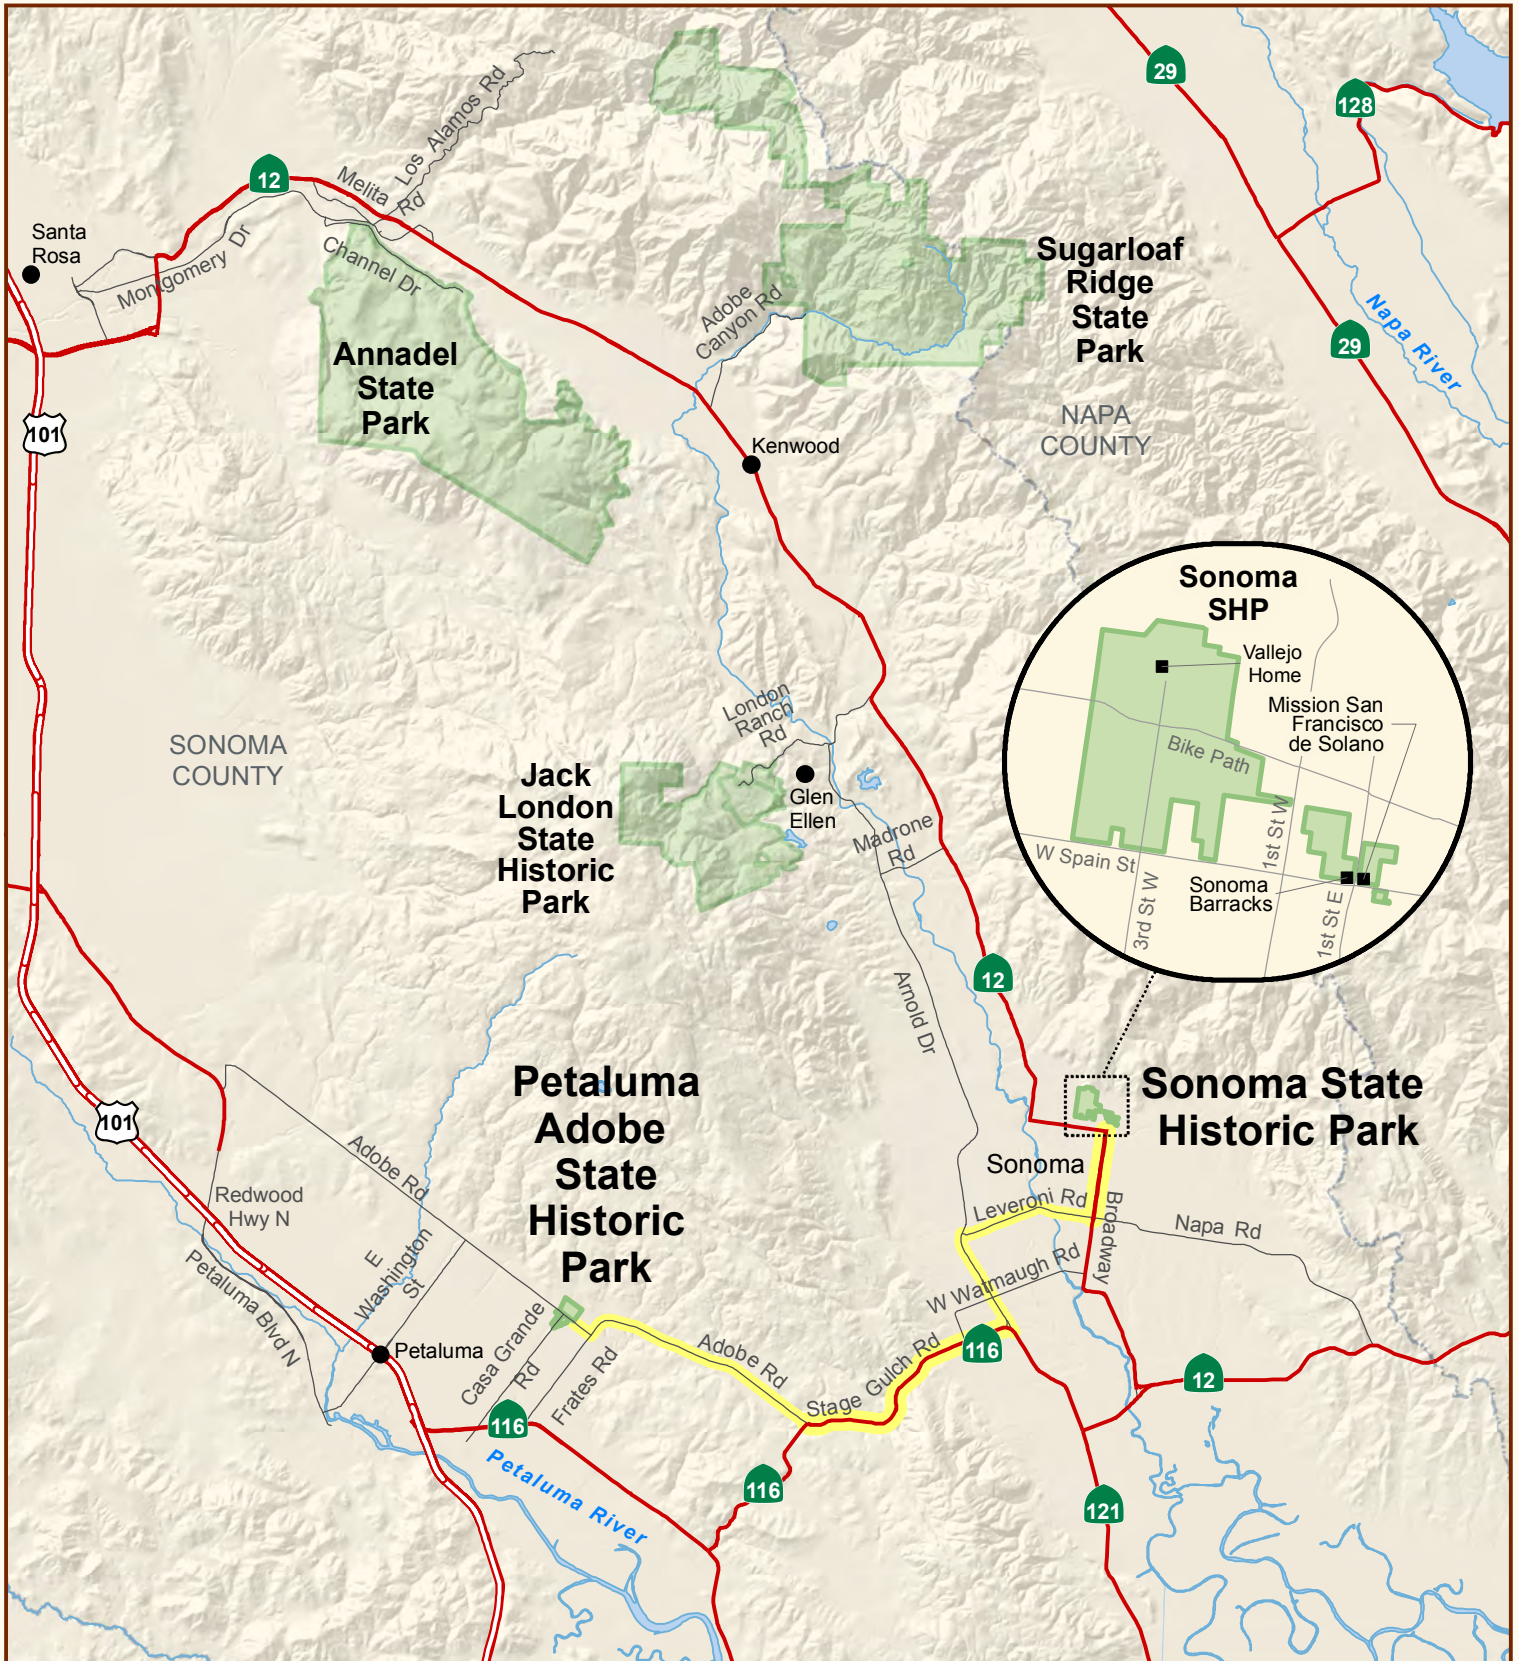 29
128
Los Alamos Rd
12
Melita
Rd
Santa
Rosa
Channel Dr
Montgomery Dr
Sugarloaf
Ridge
State
Park
Adobe
Canyon Rd
Napa River
29
Annadel
State
Park
101
NAPA
COUNTY
Kenwood
Sonoma
SHP
Vallejo
Home
Mission San
Francisco
de Solano
Bike Path
1st St W
W Spain St
Sonoma
Barracks
3rd St W
1st St E
London
Ranch
Rd
SONOMA
COUNTY
Jack
London
State
Historic
Park
Glen
Ellen
Madrone
Rd
12
Arnold Dr
Petaluma
Adobe
State
Historic
Park
Sonoma State
Historic Park
101
Adobe Rd
Sonoma
Redwood
Hwy N
Leveroni Rd
Broadway
Napa Rd
E
Washington
St
Petaluma Blvd N
W Watmaugh Rd
Petaluma
Casa Grande
Rd
Frates Rd
Adobe Rd
Stage Gulch Rd
116
12
116
Petaluma River
116
121